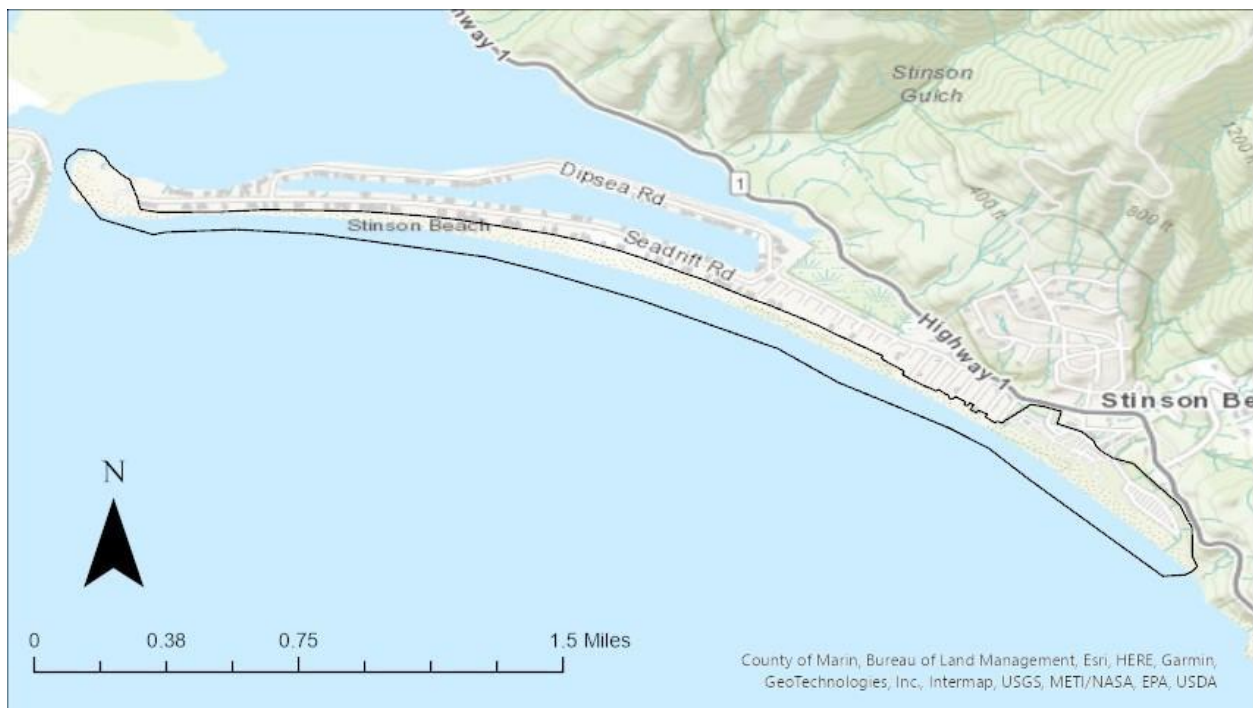 Highway-1
Stinson
Gulch
1200 ft
Dipsea Rd
1
400 ft
800 ft
Stinson Beach
Seadrift Rd
Highway-1
Stinson Be
N
0 0.38 0.75 1.5 Miles
County of Marin, Bureau of Land Management, Esri, HERE, Garmin,
GeoTechnologies, Inc., Intermap, USGS, METI/NASA, EPA, USDA